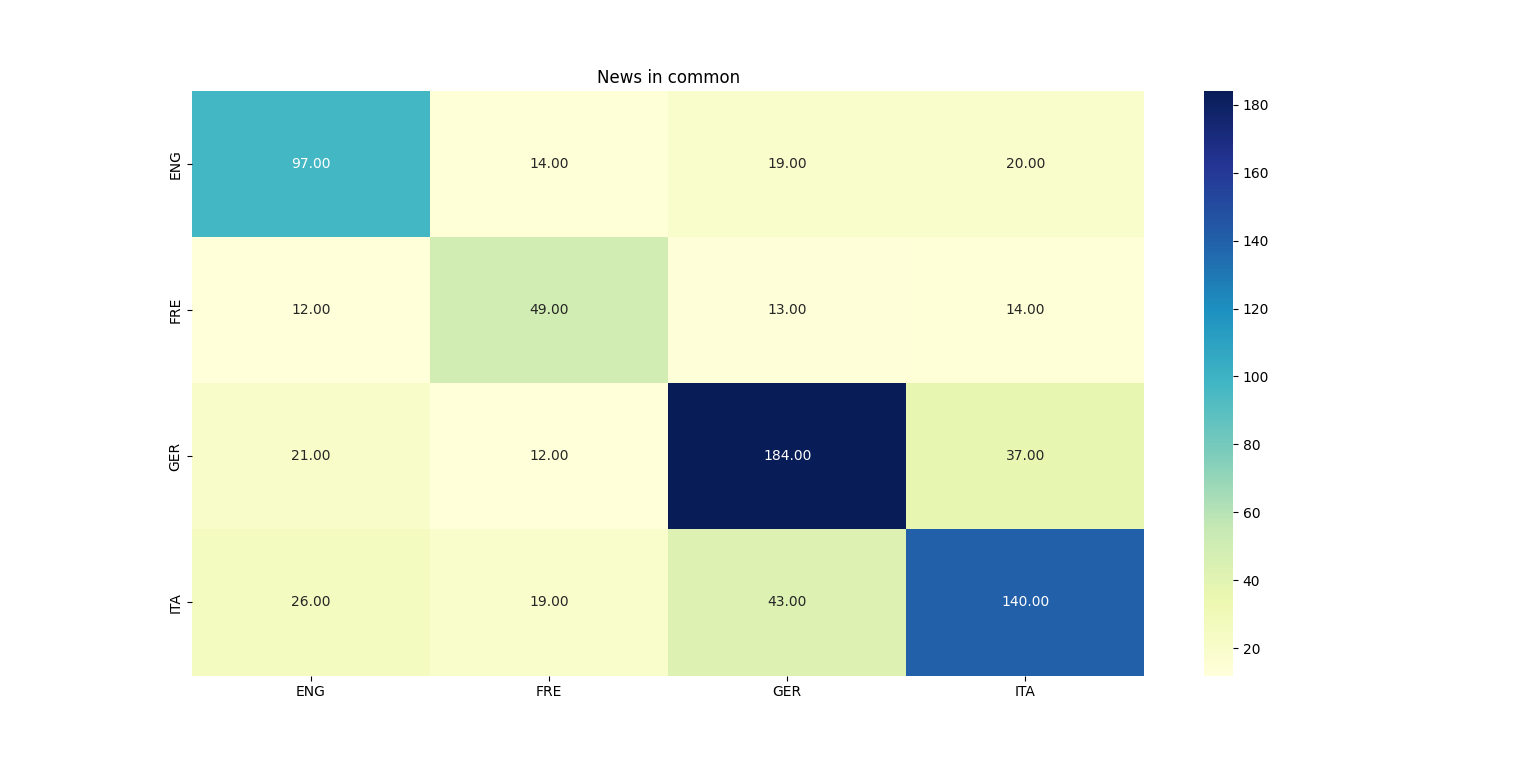 News in common
ENG 97.00 14.00 19.00 20.00
FRE 12.00 49.00 13.00 14.00
GER 21.00 12.00 184.00 37.00
ITA 26.00 19.00 43.00 140.00
ENG FRE GER ITA
180
160
140
120
100
80
60
40
20